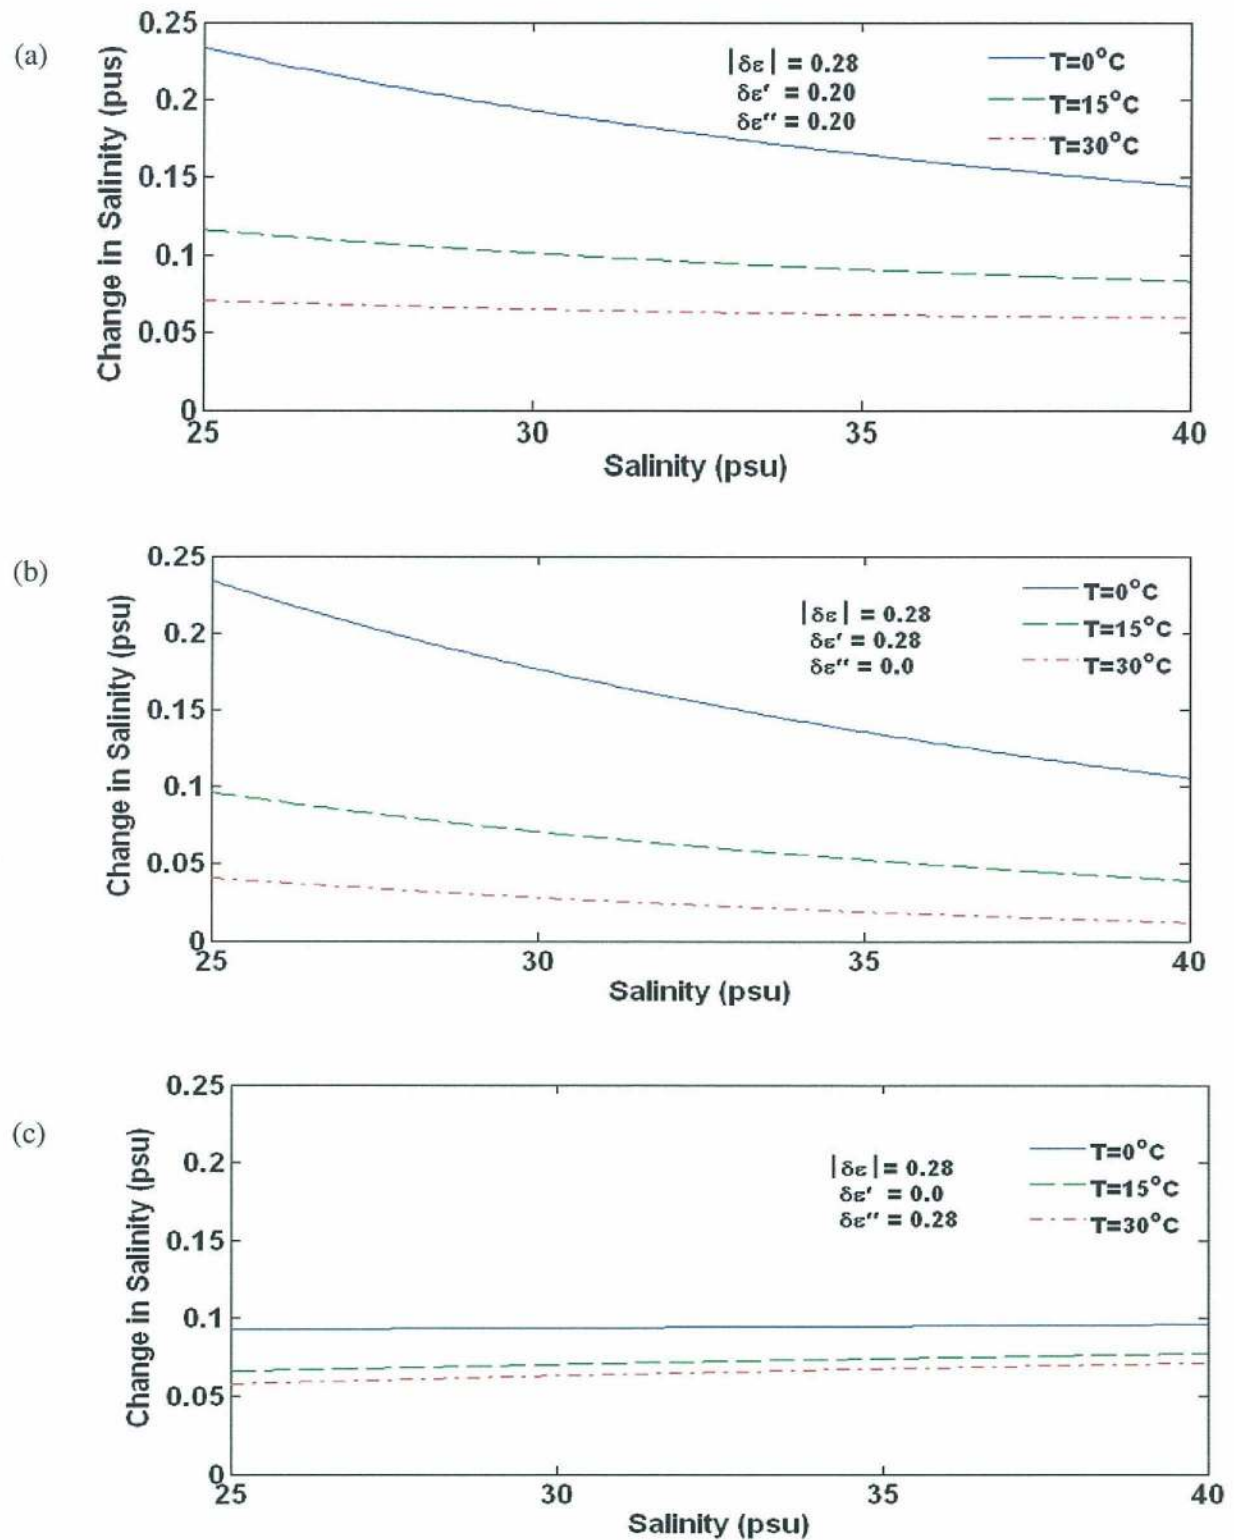 (a)
0.25
0.2
0.15
0.1
0.05
0
Change in Salinity (pus)
|δε| = 0.28
δε′ = 0.20
δε″ = 0.20
T=0°C
T=15°C
T=30°C
25 30 35 40
Salinity (psu)
(b)
0.25
0.2
0.15
0.1
0.05
0
Change in Salinity (psu)
|δε| = 0.28
δε′ = 0.28
δε″ = 0.0
T=0°C
T=15°C
T=30°C
25 30 35 40
Salinity (psu)
(c)
0.25
0.2
0.15
0.1
0.05
0
Change in Salinity (psu)
|δε| = 0.28
δε′ = 0.0
δε″ = 0.28
T=0°C
T=15°C
T=30°C
25 30 35 40
Salinity (psu)